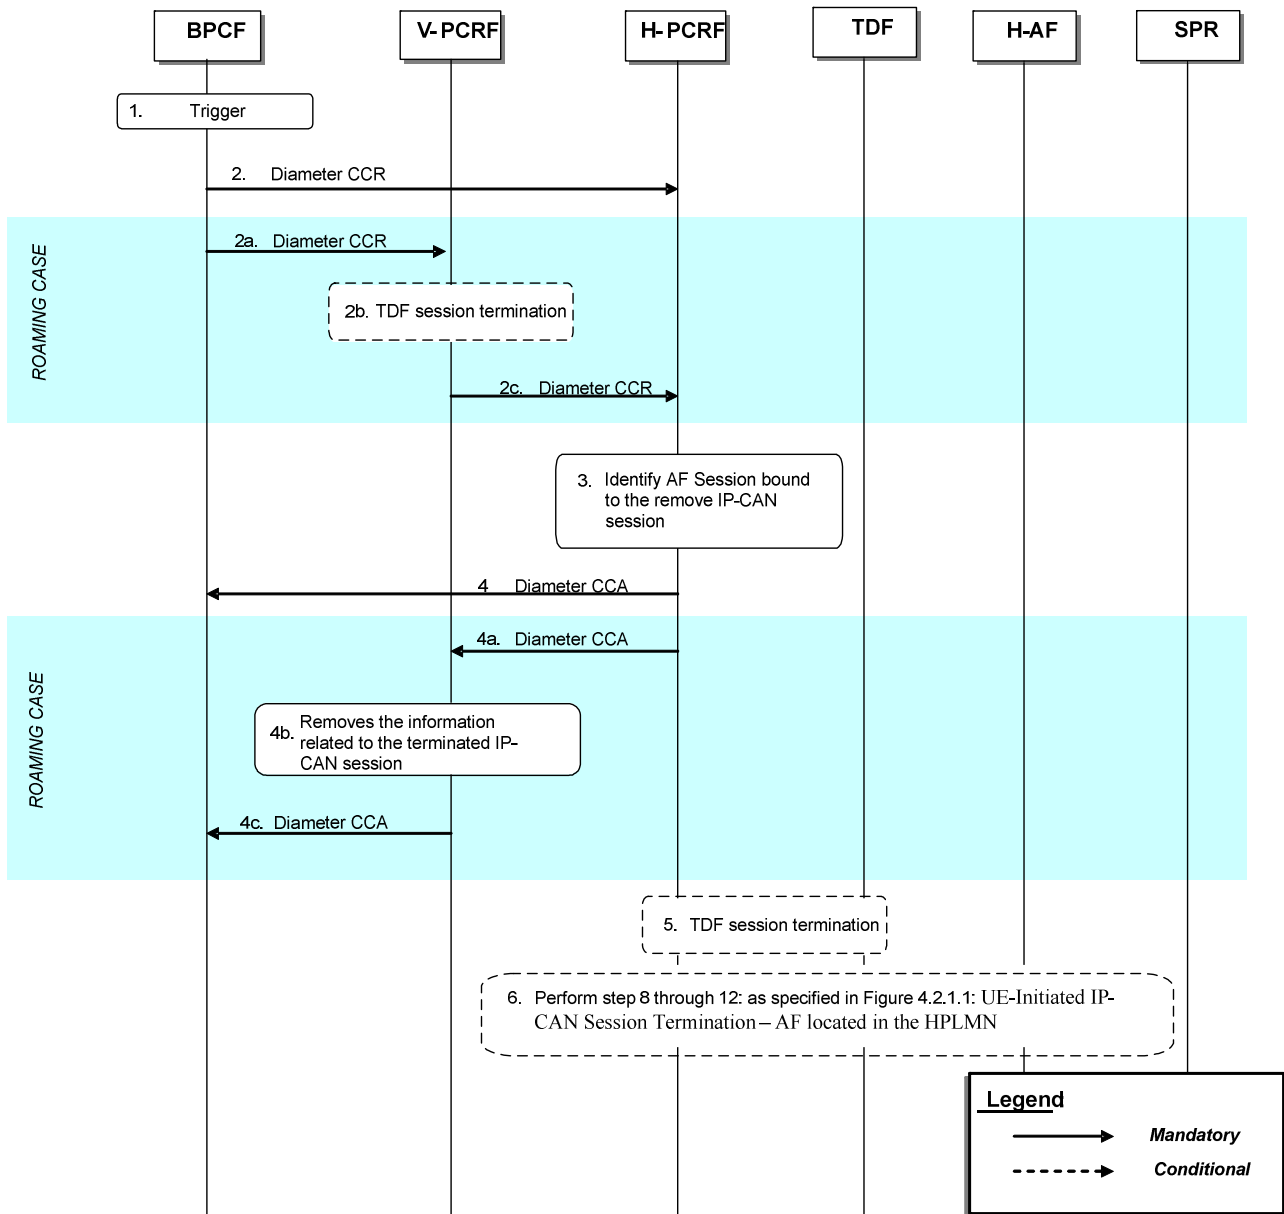 BPCF
V-PCRF
H-PCRF
TDF
H-AF
SPR
1. Trigger
2. Diameter CCR
ROAMING CASE
2a. Diameter CCR
2b. TDF session termination
2c. Diameter CCR
3. Identify AF Session bound
to the remove IP-CAN
session
4 Diameter CCA
ROAMING CASE
4a. Diameter CCA
4b. Removes the information
related to the terminated IP-
CAN session
4c. Diameter CCA
5. TDF session termination
6. Perform step 8 through 12: as specified in Figure 4.2.1.1: UE-Initiated IP-
CAN Session Termination – AF located in the HPLMN
Legend
Mandatory
Conditional